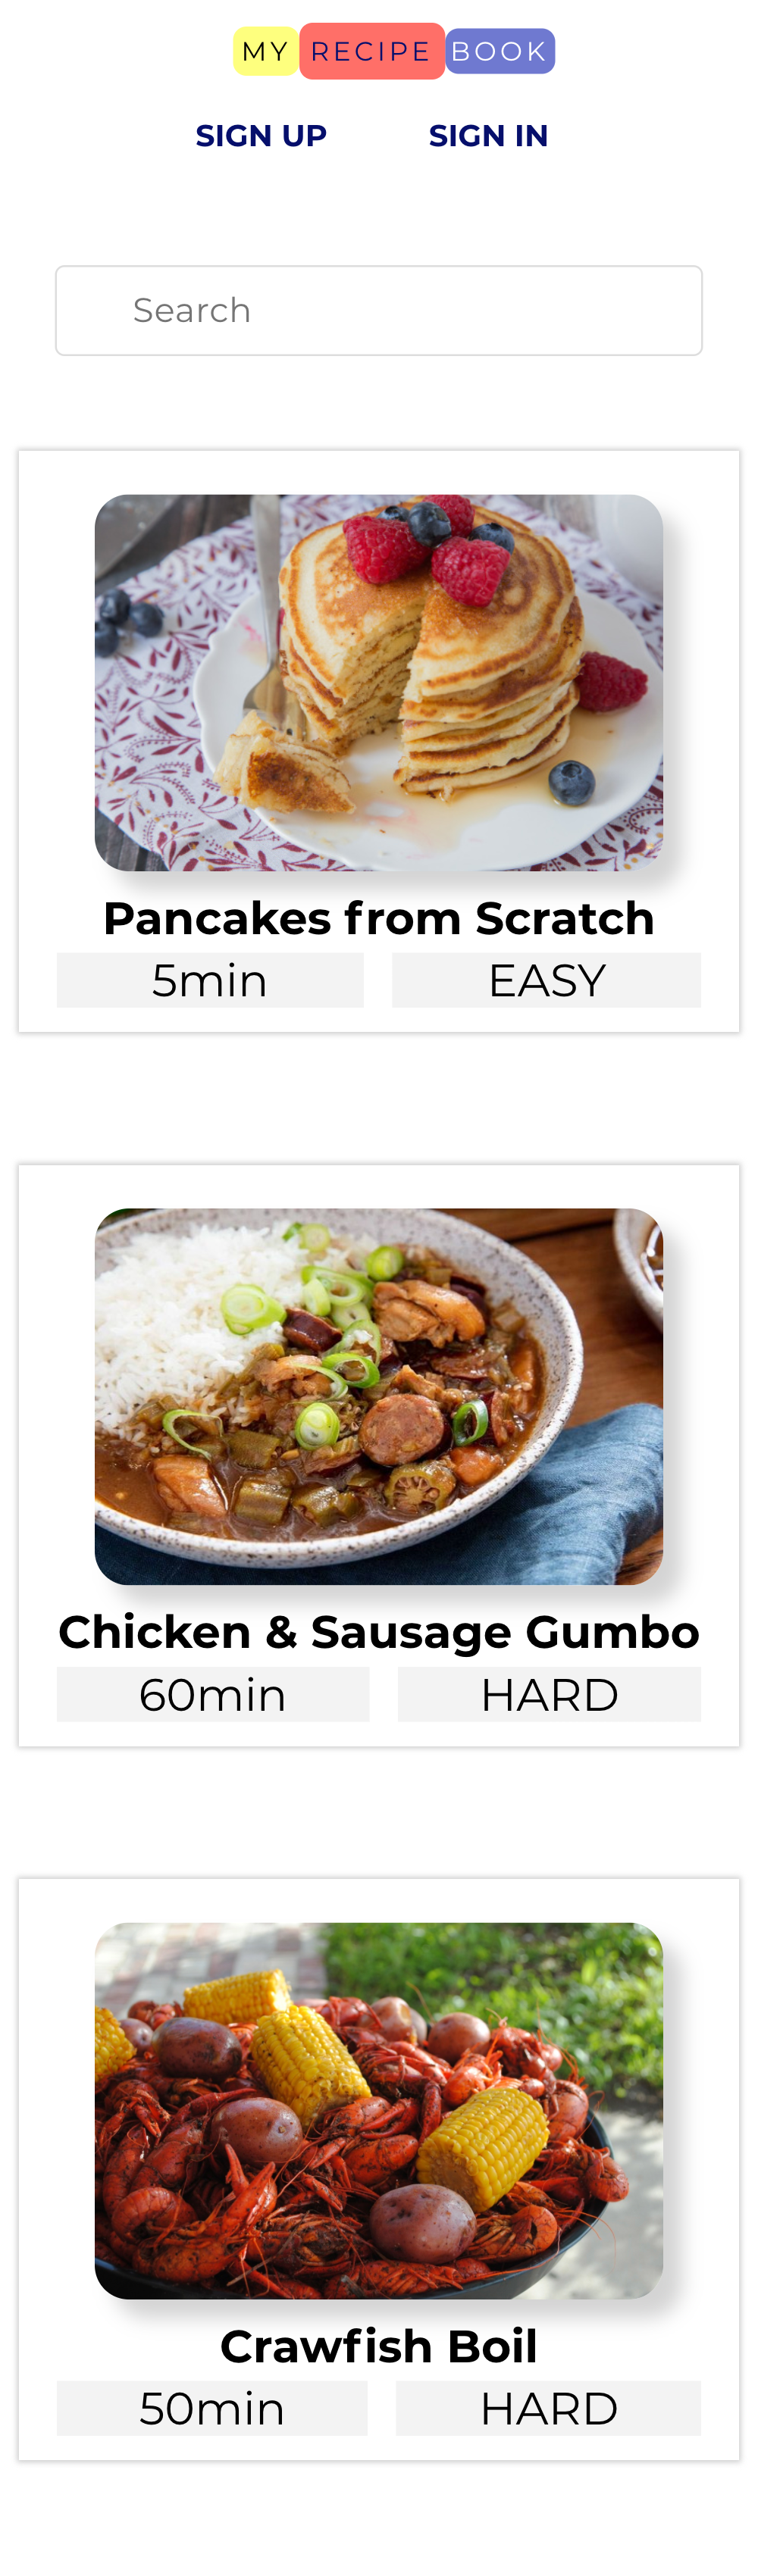 MY RECIPE BOOK
SIGN UP SIGN IN
Search
Pancakes from Scratch
5min EASY
Chicken & Sausage Gumbo
60min HARD
Crawfish Boil
50min HARD